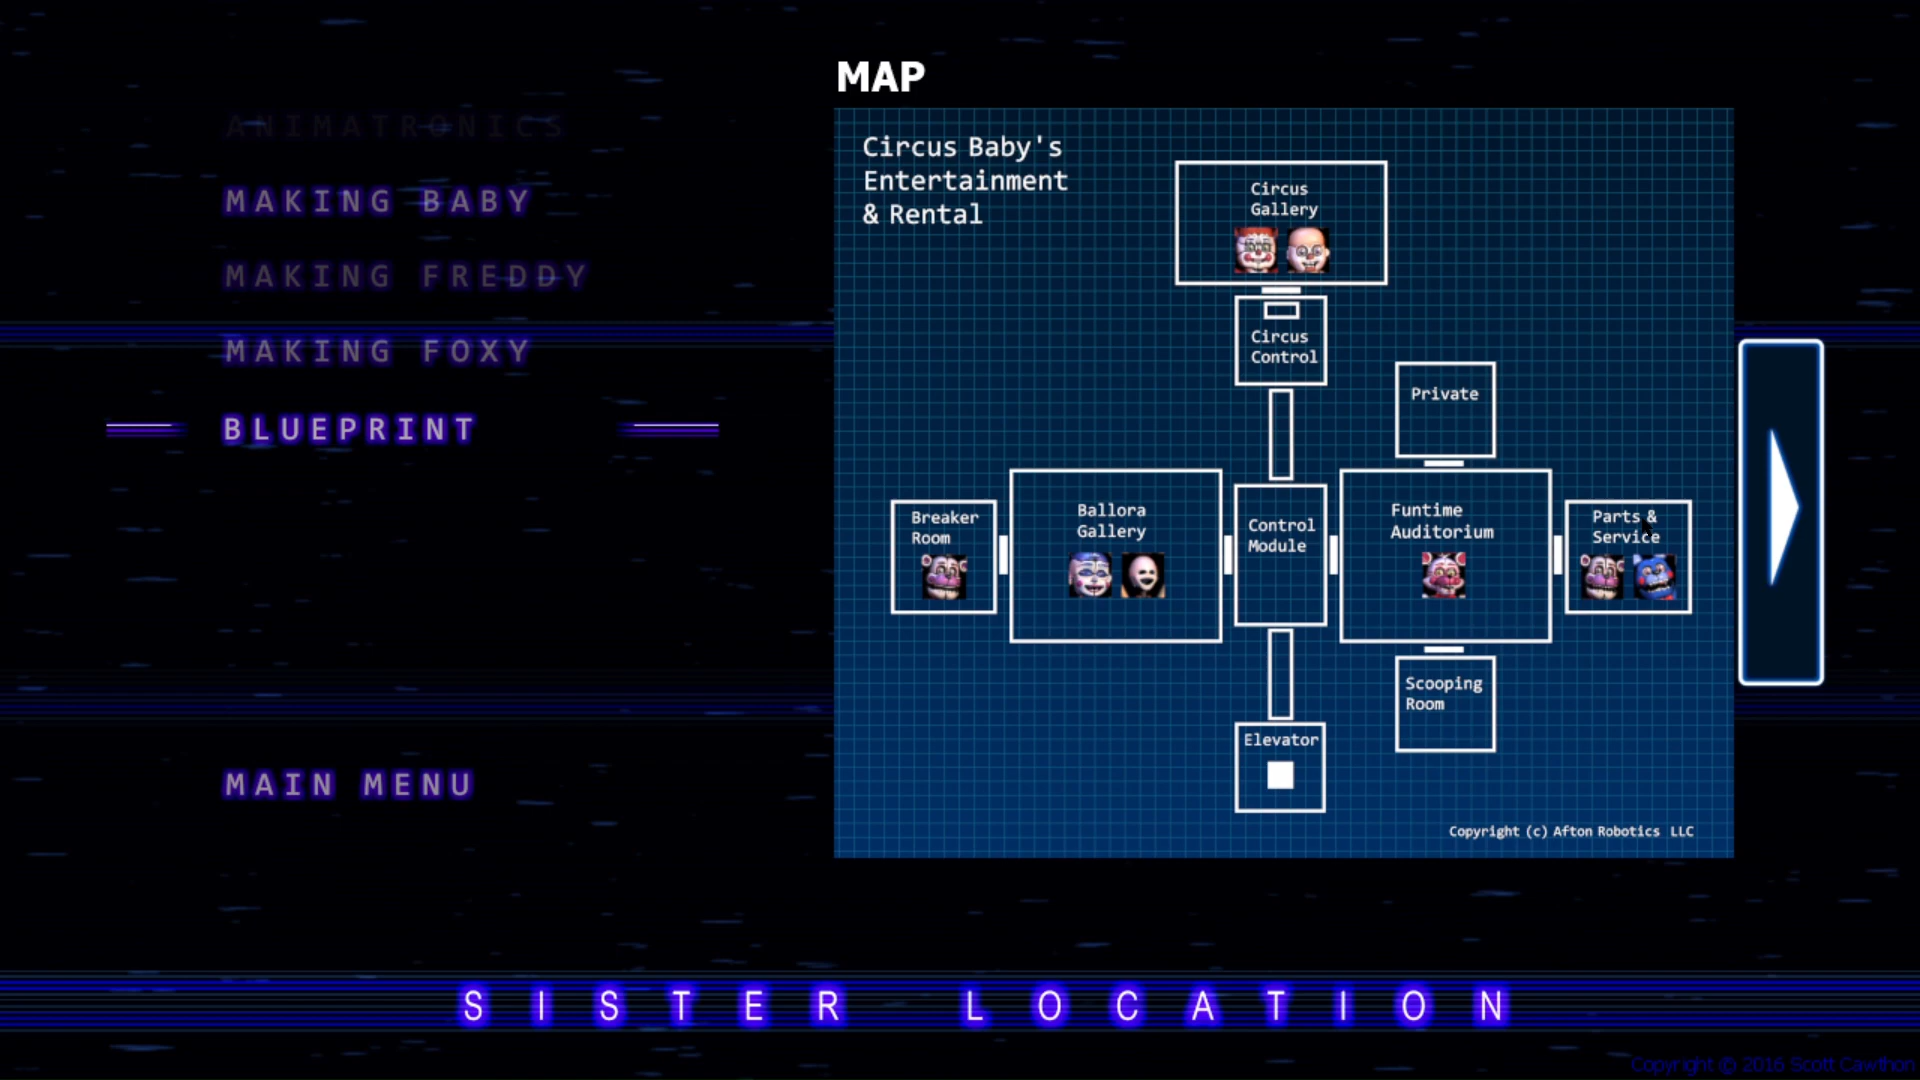 ANIMATRONICS
MAKING BABY
MAKING FREDDY
MAKING FOXY
BLUEPRINT
MAIN MENU
MAP
Circus Baby's
Entertainment
& Rental
Circus
Gallery
Circus
Control
Private
Breaker
Room
Ballora
Gallery
Control
Module
Funtime
Auditorium
Parts &
Service
Scooping
Room
Elevator
Copyright (c) Afton Robotics LLC
SISTER LOCATION
Copyright © 2016 Scott Cawthon